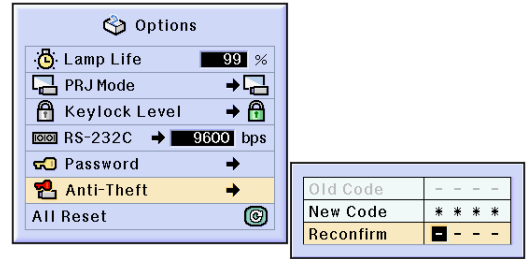 Options
Lamp Life 99 %
PRJ Mode
Keylock Level
RS-232C 9600 bps
Password
Anti-Theft
All Reset
Old Code - - - -
New Code * * * *
Reconfirm - - - -